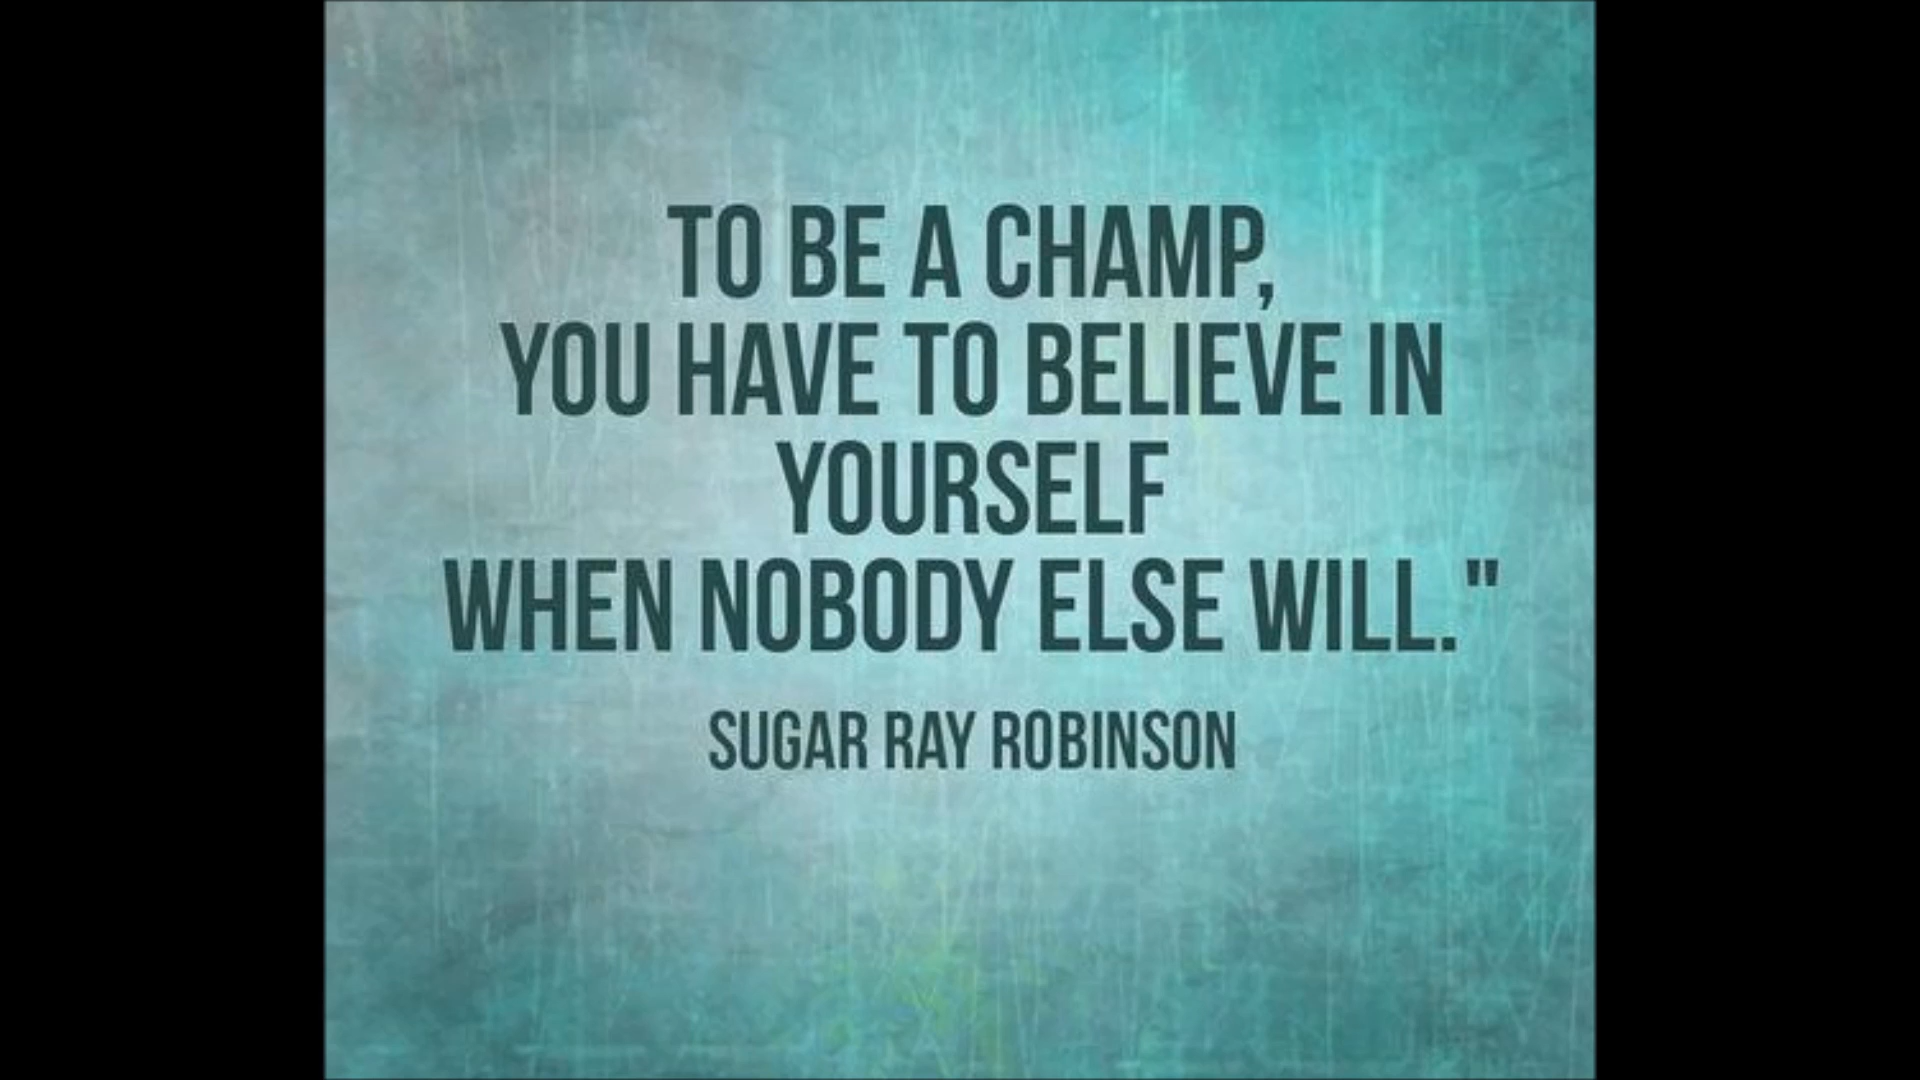 TO BE A CHAMP,
YOU HAVE TO BELIEVE IN
YOURSELF
WHEN NOBODY ELSE WILL."
SUGAR RAY ROBINSON